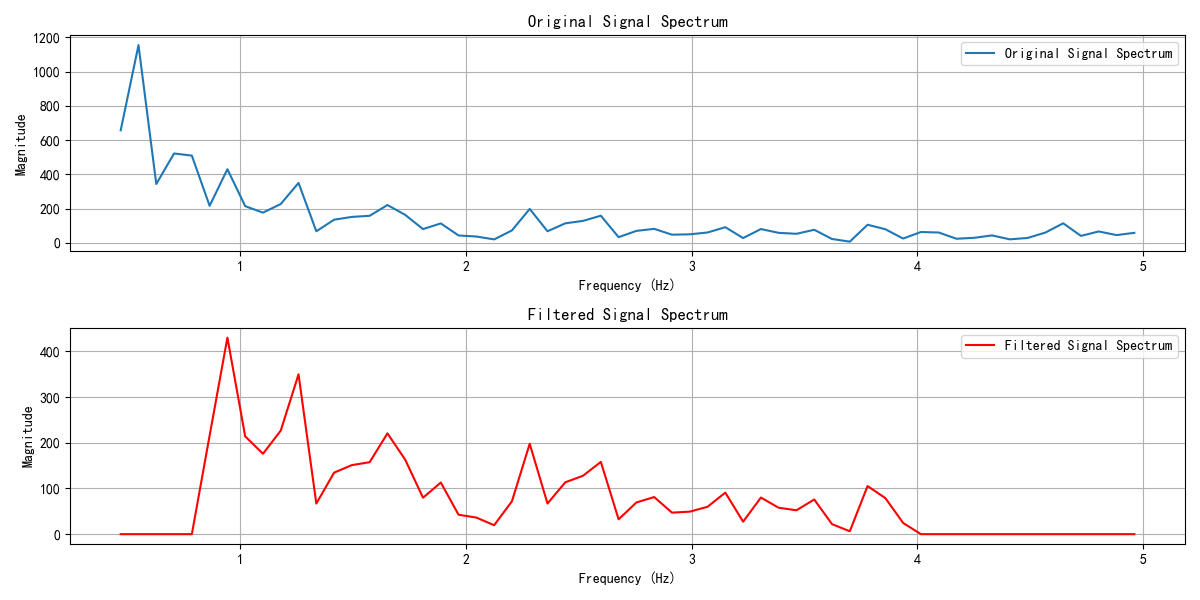 Original Signal Spectrum
1200
1000
800
600
400
200
0
Magnitude
Original Signal Spectrum
1 2 3 4 5
Frequency (Hz)
Filtered Signal Spectrum
400
300
200
100
0
Magnitude
Filtered Signal Spectrum
1 2 3 4 5
Frequency (Hz)